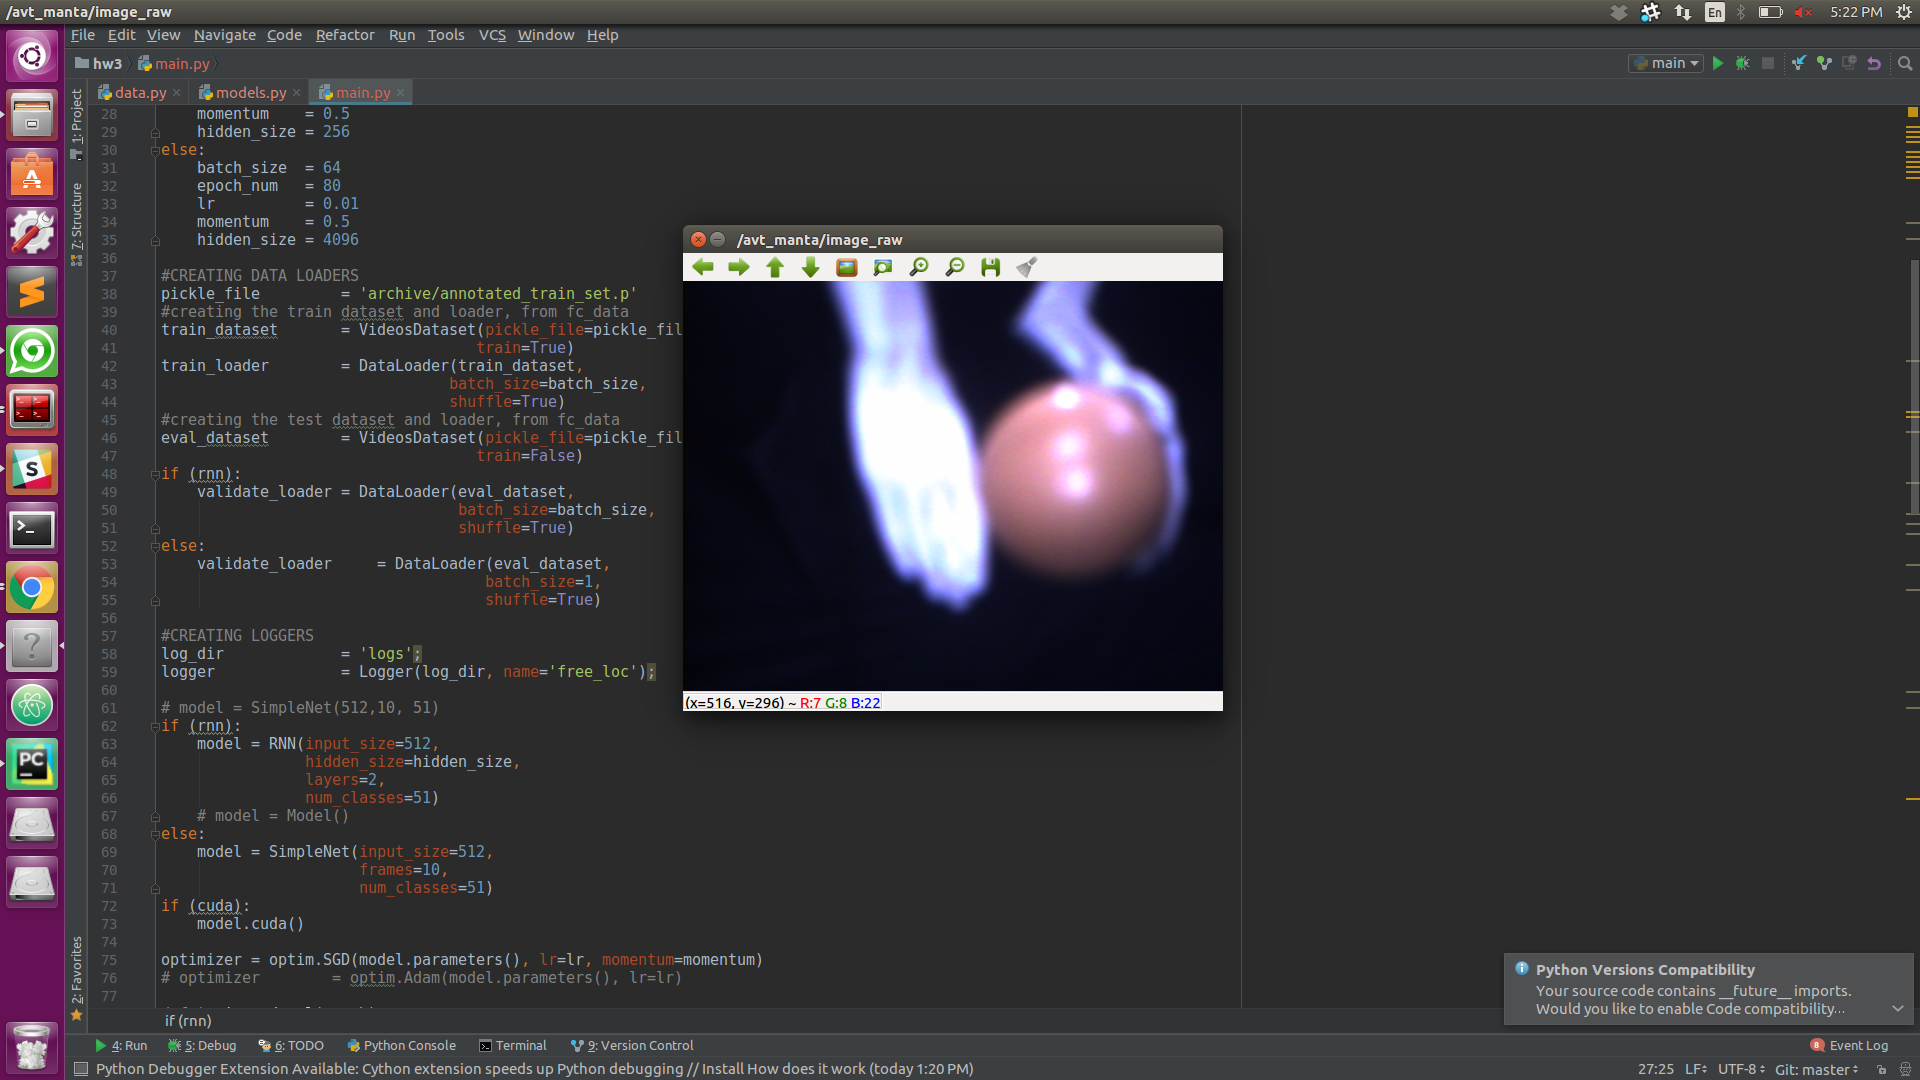 /avt_manta/image_raw
En
5:22 PM
File Edit View Navigate Code Refactor Run Tools VCS Window Help
hw3 main.py
main
data.py models.py main.py
1: Project
7: Structure
2: Favorites
28 momentum = 0.5
29 hidden_size = 256
30 else:
31 batch_size = 64
32 epoch_num = 80
33 lr = 0.01
34 momentum = 0.5
35 hidden_size = 4096
36
37 #CREATING DATA LOADERS
38 pickle_file = 'archive/annotated_train_set.p'
39 #creating the train dataset and loader, from fc_data
40 train_dataset = VideosDataset(pickle_file=pickle_fil
41 train=True)
42 train_loader = DataLoader(train_dataset,
43 batch_size=batch_size,
44 shuffle=True)
45 #creating the test dataset and loader, from fc_data
46 eval_dataset = VideosDataset(pickle_file=pickle_fil
47 train=False)
48 if (rnn):
49 validate_loader = DataLoader(eval_dataset,
50 batch_size=batch_size,
51 shuffle=True)
52 else:
53 validate_loader = DataLoader(eval_dataset,
54 batch_size=1,
55 shuffle=True)
56
57 #CREATING LOGGERS
58 log_dir = 'logs';
59 logger = Logger(log_dir, name='free_loc');
60
61 # model = SimpleNet(512,10, 51)
62 if (rnn):
63 model = RNN(input_size=512,
64 hidden_size=hidden_size,
65 layers=2,
66 num_classes=51)
67 # model = Model()
68 else:
69 model = SimpleNet(input_size=512,
70 frames=10,
71 num_classes=51)
72 if (cuda):
73 model.cuda()
74
75 optimizer = optim.SGD(model.parameters(), lr=lr, momentum=momentum)
76 # optimizer = optim.Adam(model.parameters(), lr=lr)
77
/avt_manta/image_raw
(x=516, y=296) ~ R:7 G:8 B:22
Python Versions Compatibility
Your source code contains __future__ imports.
Would you like to enable Code compatibility...
if (rnn)
4: Run 5: Debug 6: TODO Python Console Terminal 9: Version Control
8 Event Log
Python Debugger Extension Available: Cython extension speeds up Python debugging // Install How does it work (today 1:20 PM)
27:25 LF UTF-8 Git: master